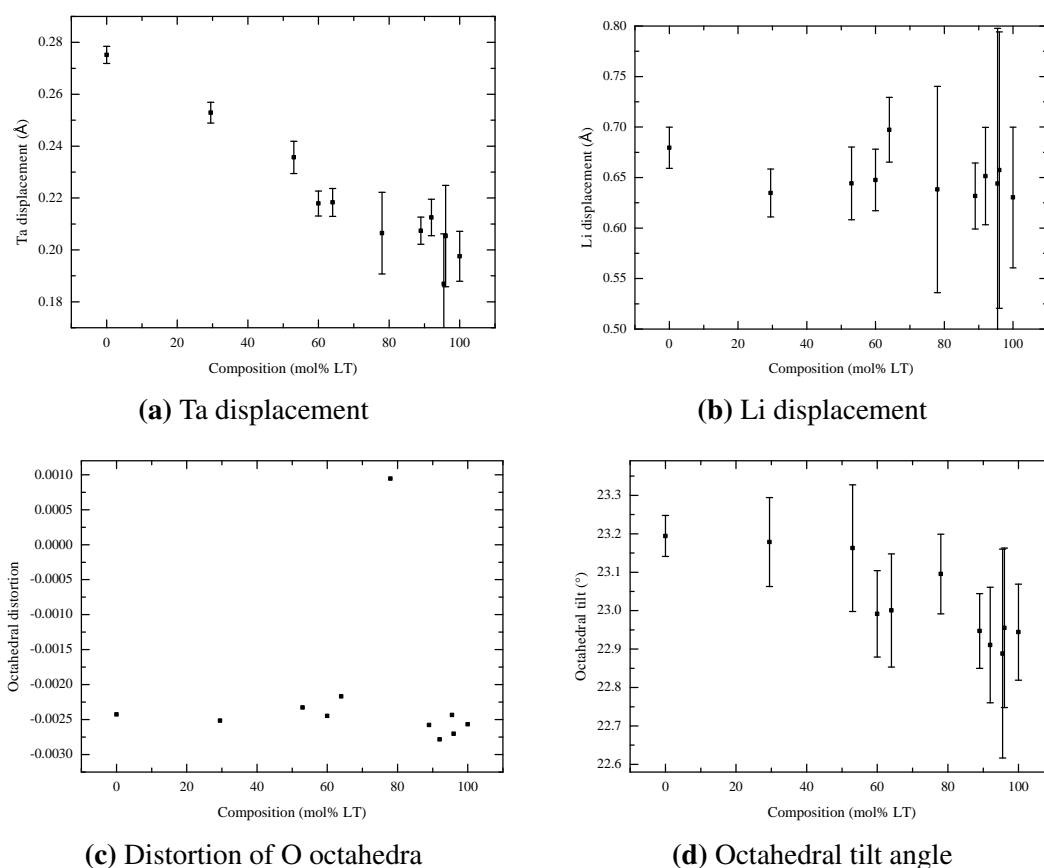 0.28
0.26
0.24
0.22
0.20
0.18
Ta displacement (Å)
0 20 40 60 80 100
Composition (mol% LT)
(a) Ta displacement
0.80
0.75
0.70
0.65
0.60
0.55
0.50
Li displacement (Å)
0 20 40 60 80 100
Composition (mol% LT)
(b) Li displacement
0.0010
0.0005
0.0000
-0.0005
-0.0010
-0.0015
-0.0020
-0.0025
-0.0030
Octahedral distortion
0 20 40 60 80 100
Composition (mol% LT)
(c) Distortion of O octahedra
23.3
23.2
23.1
23.0
22.9
22.8
22.7
22.6
Octahedral tilt (°)
0 20 40 60 80 100
Composition (mol% LT)
(d) Octahedral tilt angle